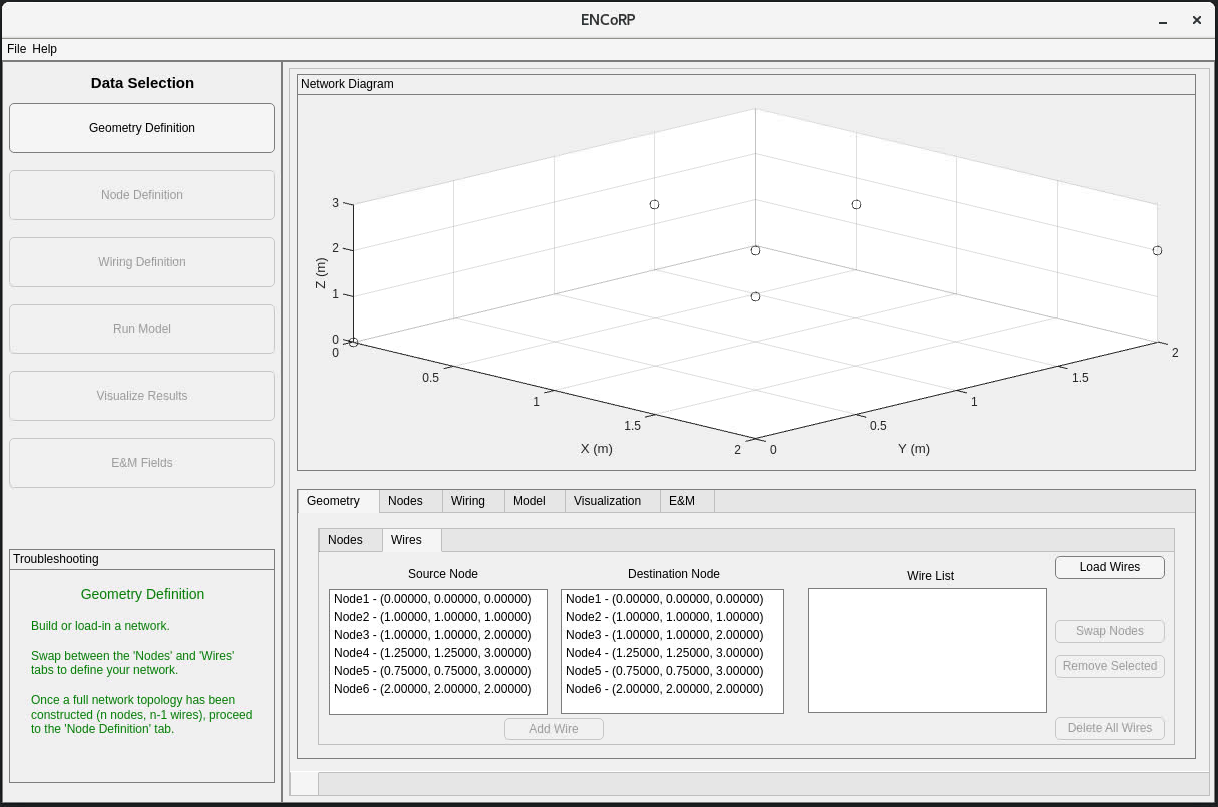 ENCoRP
File Help
Data Selection
Geometry Definition
Node Definition
Wiring Definition
Run Model
Visualize Results
E&M Fields
Troubleshooting
Geometry Definition
Build or load-in a network.
Swap between the 'Nodes' and 'Wires'
tabs to define your network.
Once a full network topology has been
constructed (n nodes, n-1 wires), proceed
to the 'Node Definition' tab.
Network Diagram
3
2
1
0
Z (m)
0
0.5
1
1.5
2
X (m)
0
0.5
1
1.5
2
Y (m)
Geometry Nodes Wiring Model Visualization E&M
Nodes Wires
Source Node
Node1 - (0.00000, 0.00000, 0.00000)
Node2 - (1.00000, 1.00000, 1.00000)
Node3 - (1.00000, 1.00000, 2.00000)
Node4 - (1.25000, 1.25000, 3.00000)
Node5 - (0.75000, 0.75000, 3.00000)
Node6 - (2.00000, 2.00000, 2.00000)
Destination Node
Node1 - (0.00000, 0.00000, 0.00000)
Node2 - (1.00000, 1.00000, 1.00000)
Node3 - (1.00000, 1.00000, 2.00000)
Node4 - (1.25000, 1.25000, 3.00000)
Node5 - (0.75000, 0.75000, 3.00000)
Node6 - (2.00000, 2.00000, 2.00000)
Add Wire
Wire List
Load Wires
Swap Nodes
Remove Selected
Delete All Wires